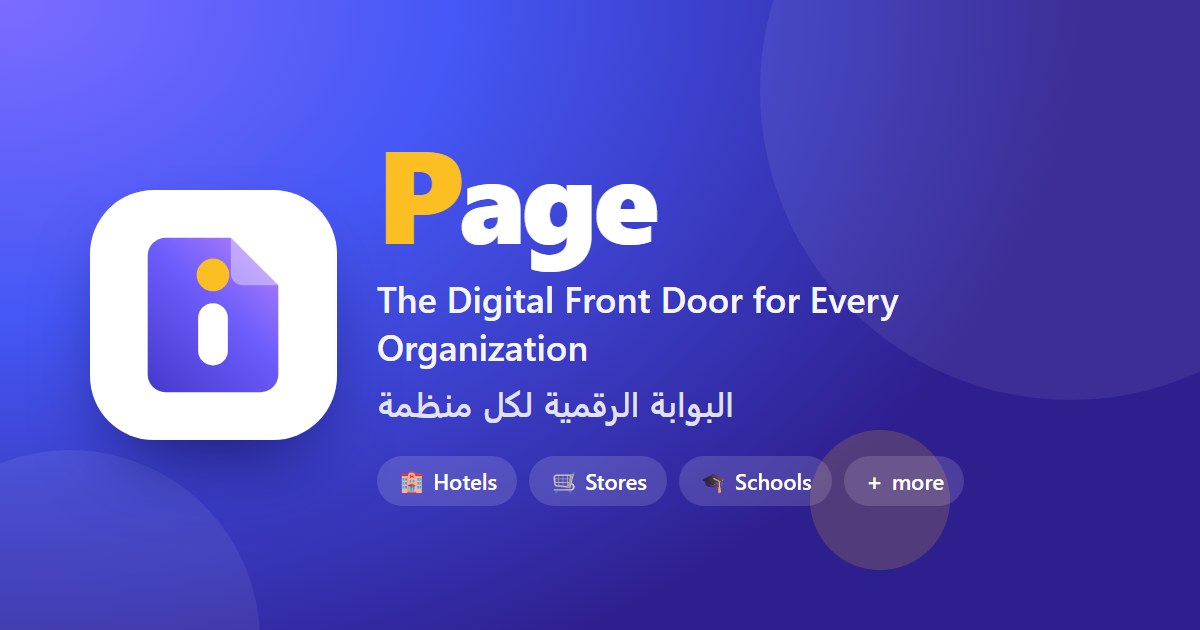 Page
The Digital Front Door for Every
Organization
البوابة الرقمية لكل منظمة
🏨 Hotels 🛒 Stores 🎓 Schools + more